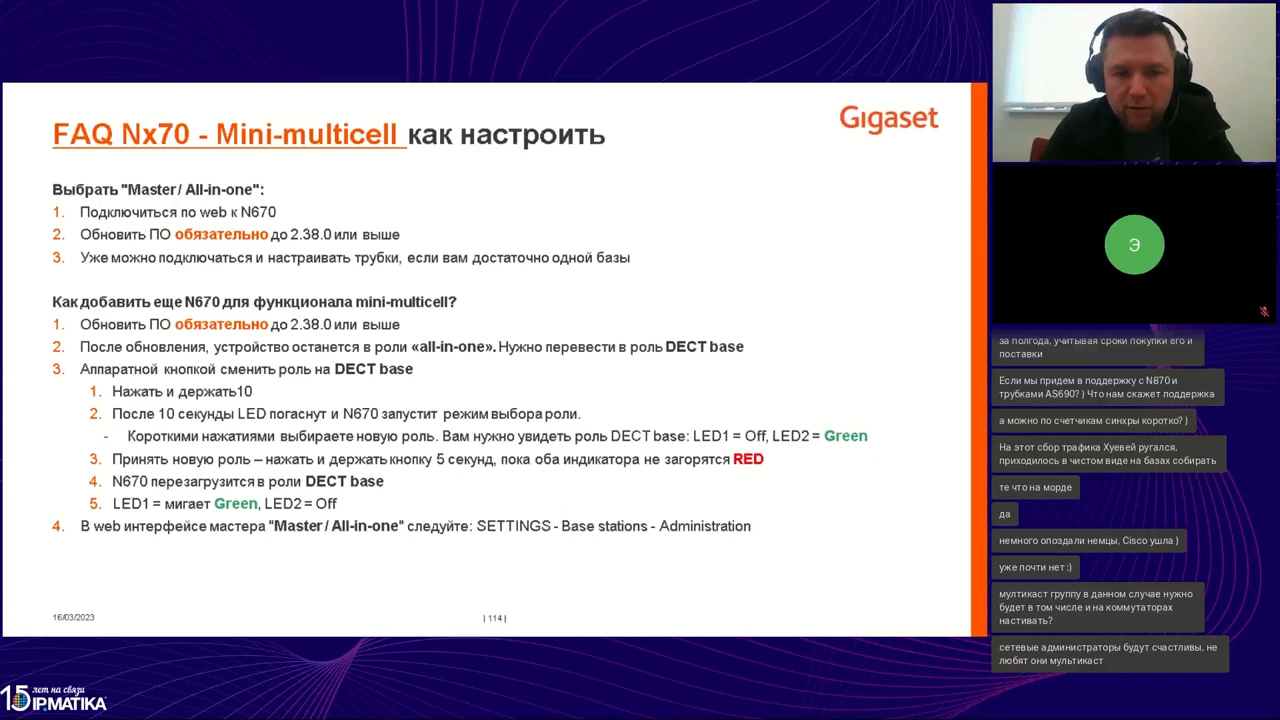 FAQ Nx70 - Mini-multicell как настроить
Gigaset
Выбрать "Master / All-in-one":
1. Подключиться по web к N670
2. Обновить ПО обязательно до 2.38.0 или выше
3. Уже можно подключаться и настраивать трубки, если вам достаточно одной базы
Как добавить еще N670 для функционала mini-multicell?
1. Обновить ПО обязательно до 2.38.0 или выше
2. После обновления, устройство останется в роли «all-in-one». Нужно перевести в роль DECT base
3. Аппаратной кнопкой сменить роль на DECT base
1. Нажать и держать10
2. После 10 секунды LED погаснут и N670 запустит режим выбора роли.
- Короткими нажатиями выбираете новую роль. Вам нужно увидеть роль DECT base: LED1 = Off, LED2 = Green
3. Принять новую роль – нажать и держать кнопку 5 секунд, пока оба индикатора не загорятся RED
4. N670 перезагрузится в роли DECT base
5. LED1 = мигает Green, LED2 = Off
4. В web интерфейсе мастера "Master / All-in-one" следуйте: SETTINGS - Base stations - Administration
16/03/2023
| 114 |
15 лет на связи
IPMATIKA
Э
за полгода, учитывая сроки покупки его и
поставки
Если мы придем в поддержку с N870 и
трубками AS690? ) Что нам скажет поддержка
а можно по счетчикам синхры коротко? )
На этот сбор трафика Хуевей ругался,
приходилось в чистом виде на базах собирать
те что на морде
да
немного опоздали немцы, Cisco ушла )
уже почти нет :)
мултикаст группу в данном случае нужно
будет в том числе и на коммутаторах
настивать?
сетевые администраторы будут счастливы, не
любят они мультикаст